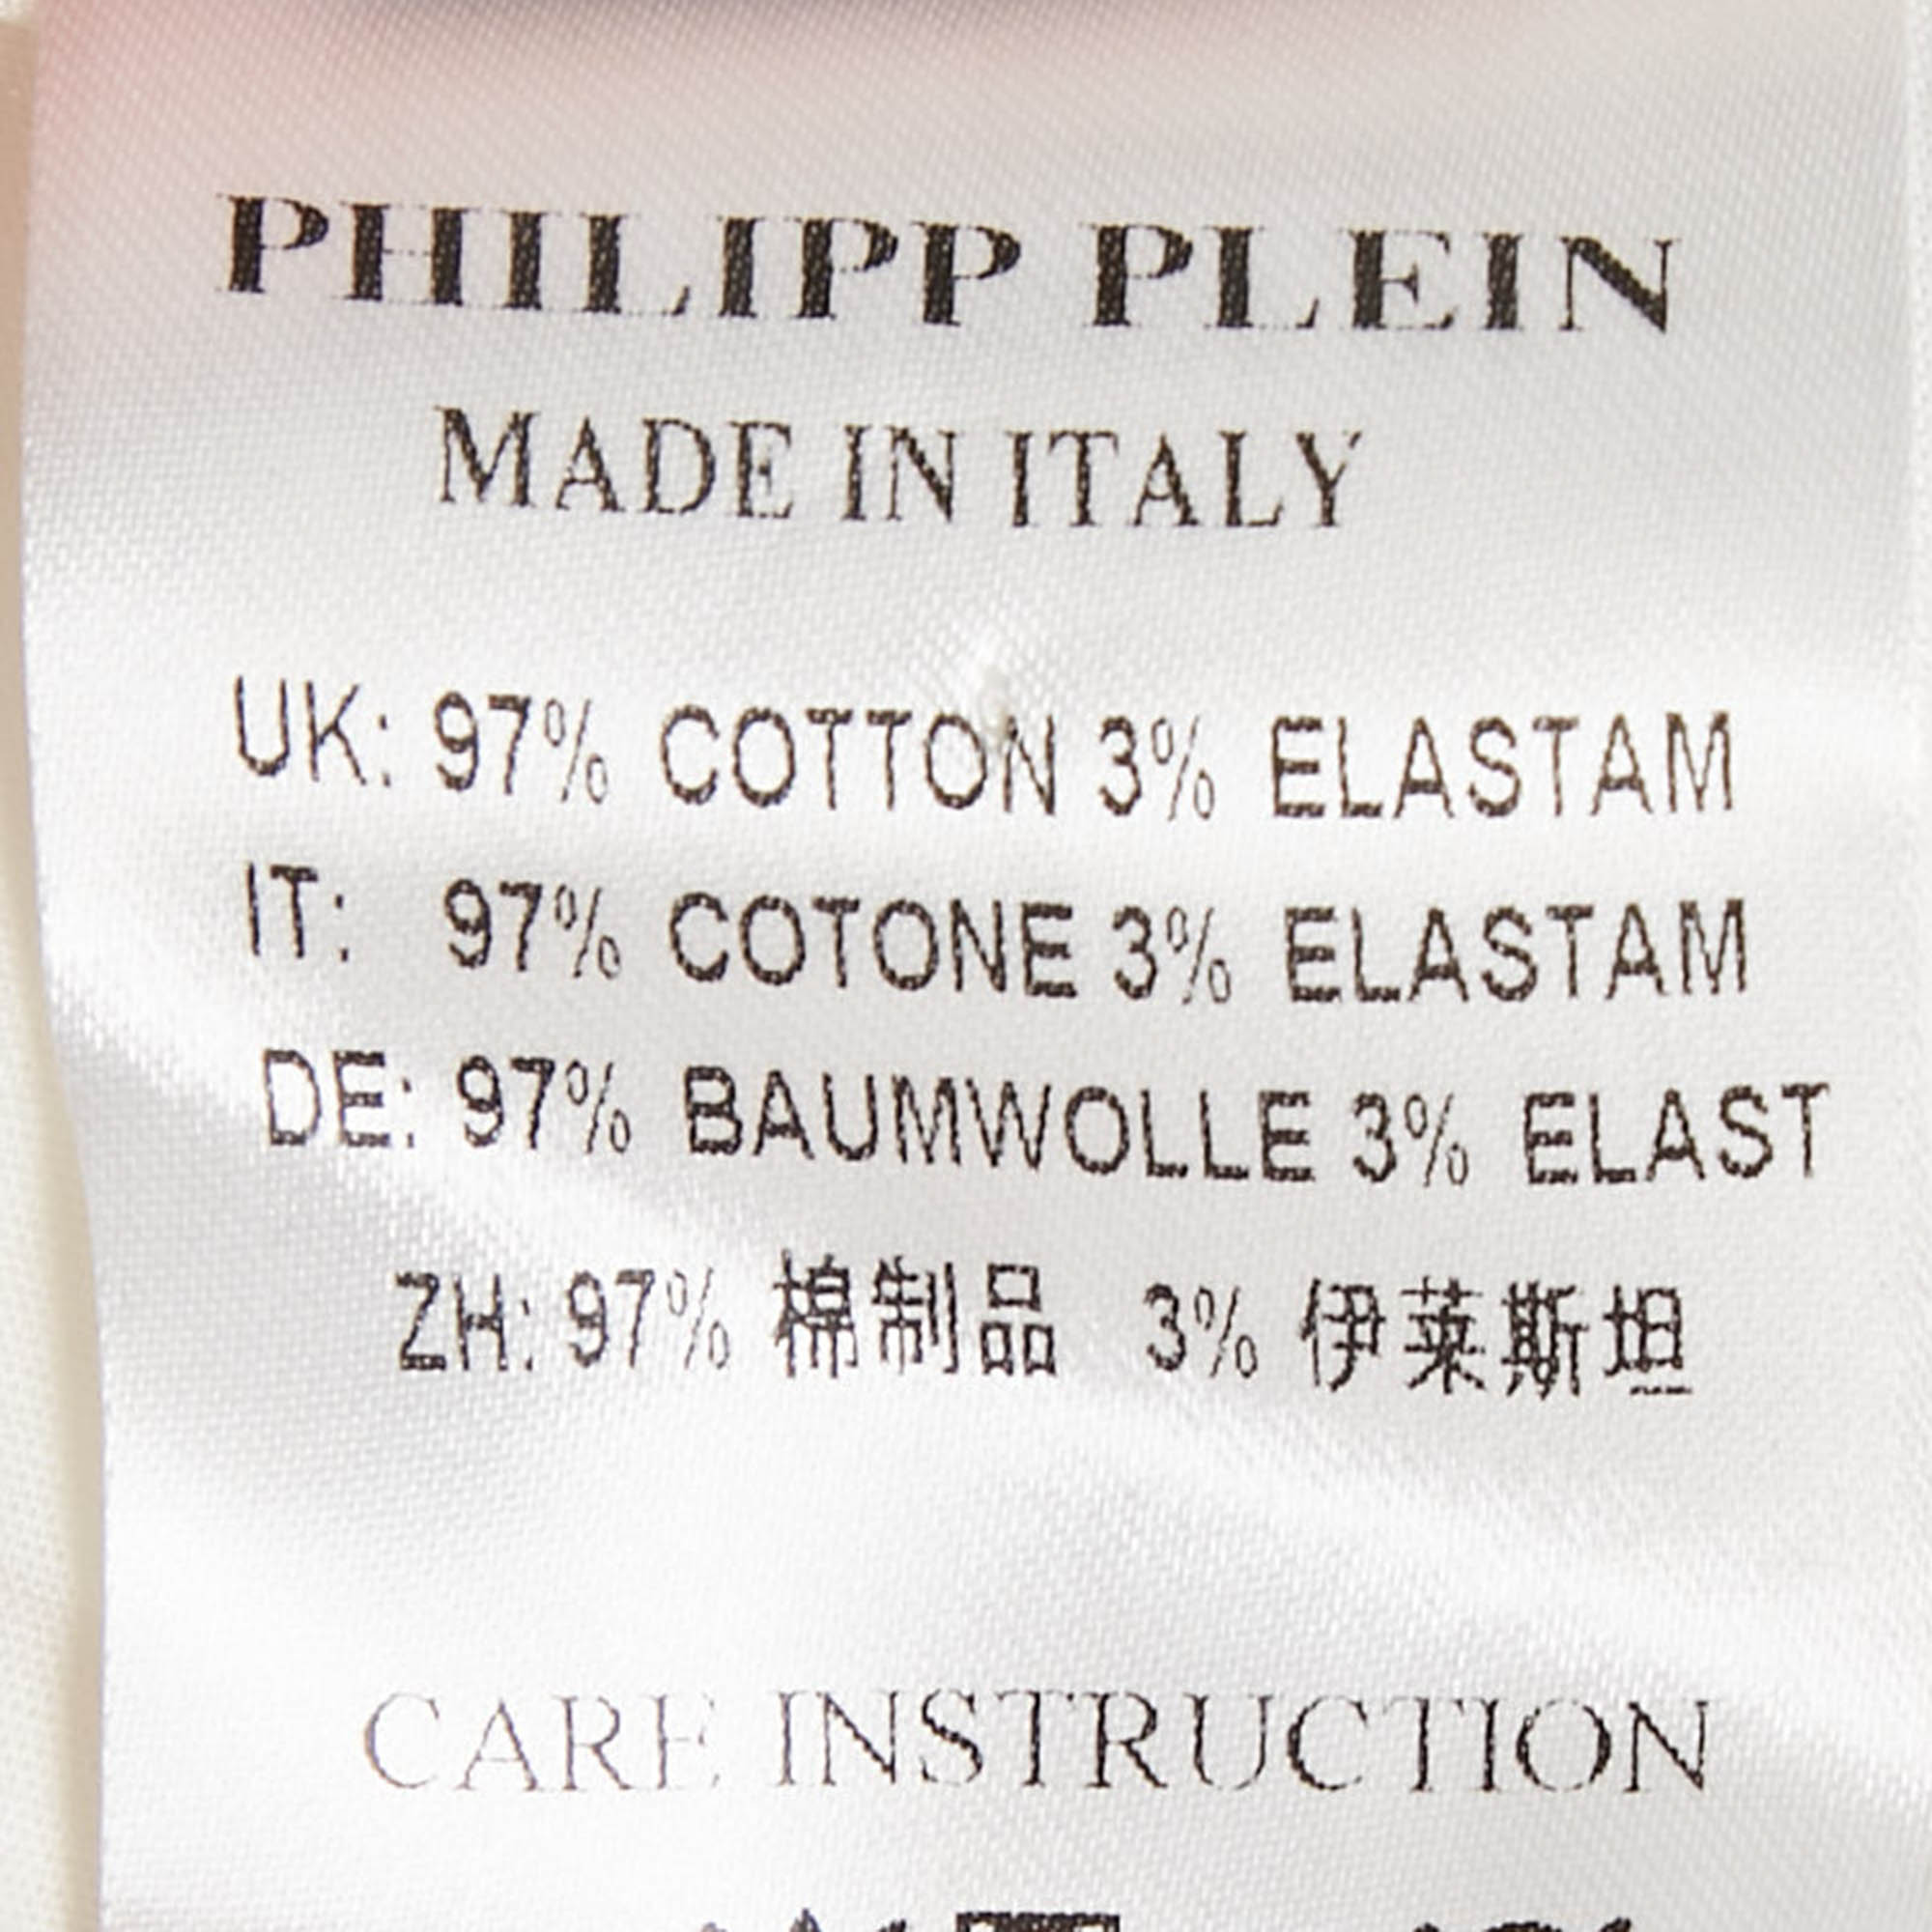 PHILIPP PLEIN
MADE IN ITALY
UK: 97% COTTON 3% ELASTAM
IT: 97% COTONE 3% ELASTAM
DE: 97% BAUMWOLLE 3% ELAST
ZH: 97% 棉制品 3% 伊莱斯坦
CARE INSTRUCTION